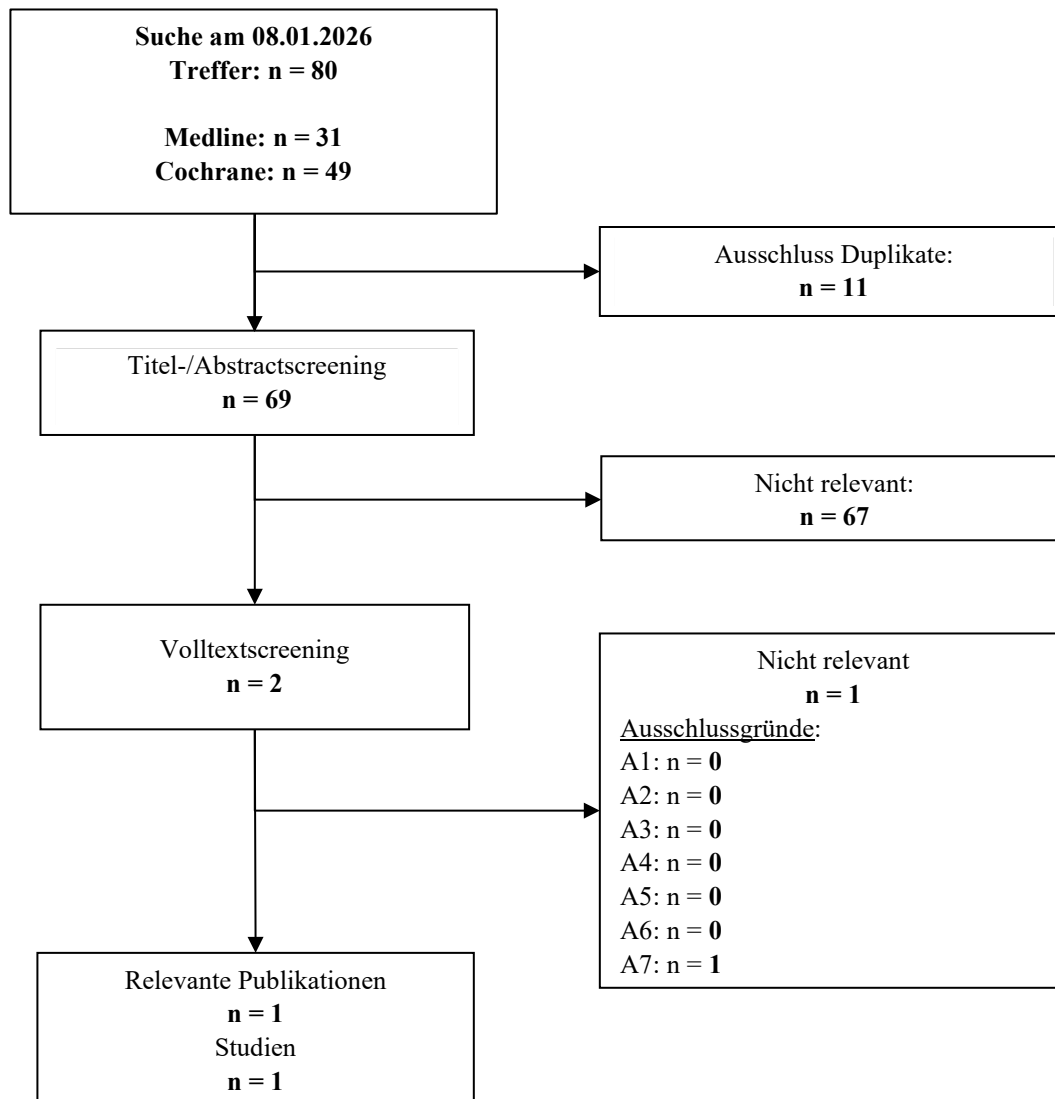 Suche am 08.01.2026
Treffer: n = 80
Medline: n = 31
Cochrane: n = 49
Ausschluss Duplikate:
n = 11
Titel-/Abstractscreening
n = 69
Nicht relevant:
n = 67
Volltextscreening
n = 2
Nicht relevant
n = 1
Ausschlussgründe:
A1: n = 0
A2: n = 0
A3: n = 0
A4: n = 0
A5: n = 0
A6: n = 0
A7: n = 1
Relevante Publikationen
n = 1
Studien
n = 1